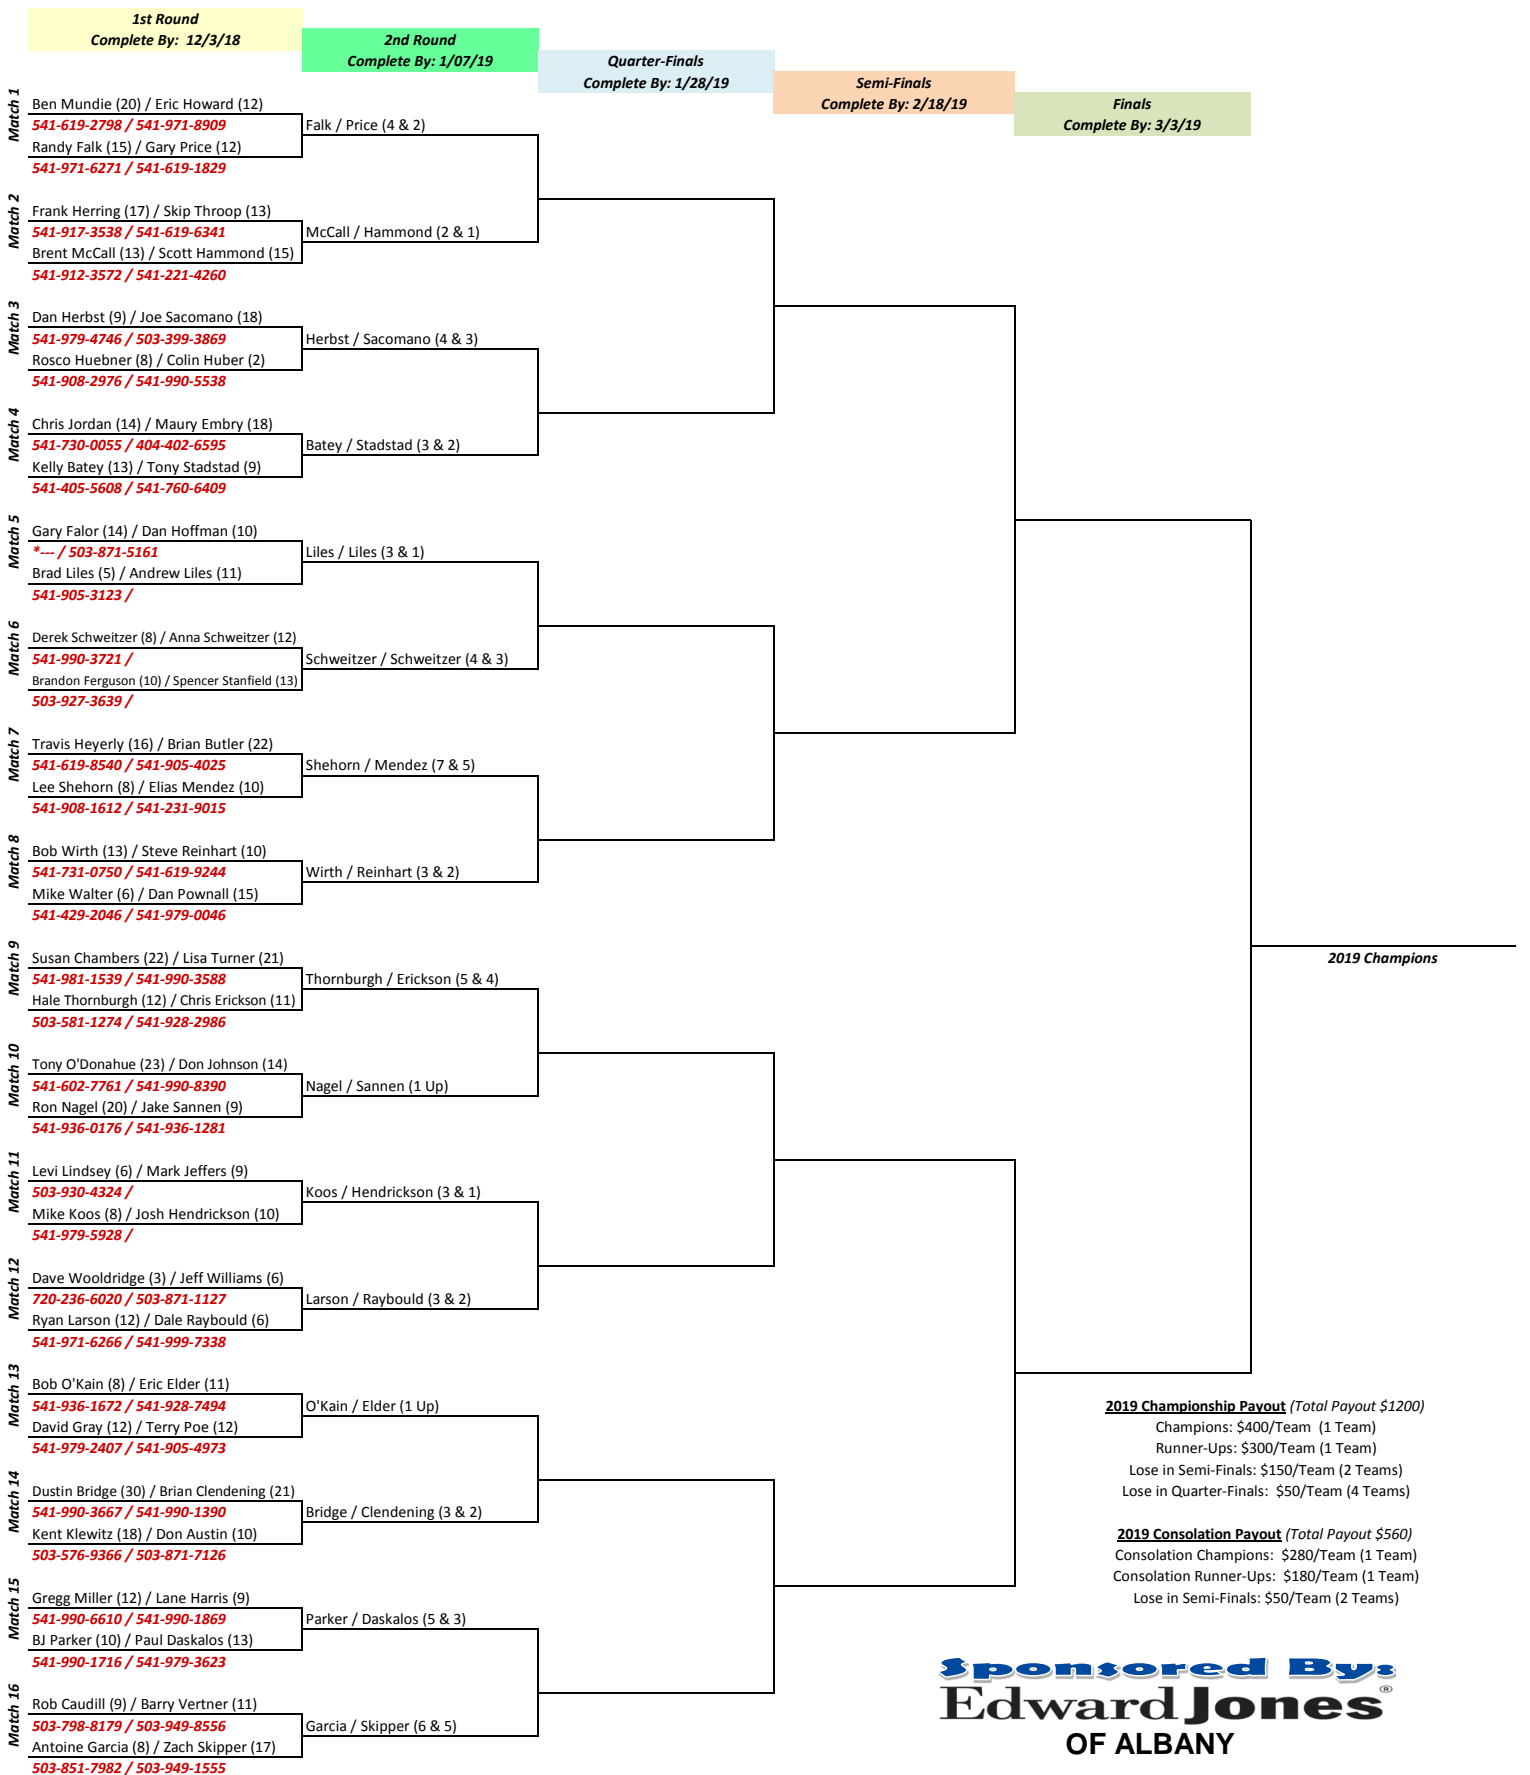 1st Round
Complete By:  12/3/18
2nd Round
Complete By: 1/07/19
Quarter-Finals
Complete By: 1/28/19
Semi-Finals
Complete By: 2/18/19
Finals
Complete By: 3/3/19
Match 1
Ben Mundie (20) / Eric Howard (12)
541-619-2798 / 541-971-8909
Randy Falk (15) / Gary Price (12)
541-971-6271 / 541-619-1829
Falk / Price (4 & 2)
Match 2
Frank Herring (17) / Skip Throop (13)
541-917-3538 / 541-619-6341
Brent McCall (13) / Scott Hammond (15)
541-912-3572 / 541-221-4260
McCall / Hammond (2 & 1)
Match 3
Dan Herbst (9) / Joe Sacomano (18)
541-979-4746 / 503-399-3869
Rosco Huebner (8) / Colin Huber (2)
541-908-2976 / 541-990-5538
Herbst / Sacomano (4 & 3)
Match 4
Chris Jordan (14) / Maury Embry (18)
541-730-0055 / 404-402-6595
Kelly Batey (13) / Tony Stadstad (9)
541-405-5608 / 541-760-6409
Batey / Stadstad (3 & 2)
Match 5
Gary Falor (14) / Dan Hoffman (10)
*--- / 503-871-5161
Brad Liles (5) / Andrew Liles (11)
541-905-3123 /
Liles / Liles (3 & 1)
Match 6
Derek Schweitzer (8) / Anna Schweitzer (12)
541-990-3721 /
Brandon Ferguson (10) / Spencer Stanfield (13)
503-927-3639 /
Schweitzer / Schweitzer (4 & 3)
Match 7
Travis Heyerly (16) / Brian Butler (22)
541-619-8540 / 541-905-4025
Lee Shehorn (8) / Elias Mendez (10)
541-908-1612 / 541-231-9015
Shehorn / Mendez (7 & 5)
Match 8
Bob Wirth (13) / Steve Reinhart (10)
541-731-0750 / 541-619-9244
Mike Walter (6) / Dan Pownall (15)
541-429-2046 / 541-979-0046
Wirth / Reinhart (3 & 2)
Match 9
Susan Chambers (22) / Lisa Turner (21)
541-981-1539 / 541-990-3588
Hale Thornburgh (12) / Chris Erickson (11)
503-581-1274 / 541-928-2986
Thornburgh / Erickson (5 & 4)
2019 Champions
Match 10
Tony O'Donahue (23) / Don Johnson (14)
541-602-7761 / 541-990-8390
Ron Nagel (20) / Jake Sannen (9)
541-936-0176 / 541-936-1281
Nagel / Sannen (1 Up)
Match 11
Levi Lindsey (6) / Mark Jeffers (9)
503-930-4324 /
Mike Koos (8) / Josh Hendrickson (10)
541-979-5928 /
Koos / Hendrickson (3 & 1)
Match 12
Dave Wooldridge (3) / Jeff Williams (6)
720-236-6020 / 503-871-1127
Ryan Larson (12) / Dale Raybould (6)
541-971-6266 / 541-999-7338
Larson / Raybould (3 & 2)
Match 13
Bob O'Kain (8) / Eric Elder (11)
541-936-1672 / 541-928-7494
David Gray (12) / Terry Poe (12)
541-979-2407 / 541-905-4973
O'Kain / Elder (1 Up)
Match 14
Dustin Bridge (30) / Brian Clendening (21)
541-990-3667 / 541-990-1390
Kent Klewitz (18) / Don Austin (10)
503-576-9366 / 503-871-7126
Bridge / Clendening (3 & 2)
Match 15
Gregg Miller (12) / Lane Harris (9)
541-990-6610 / 541-990-1869
BJ Parker (10) / Paul Daskalos (13)
541-990-1716 / 541-979-3623
Parker / Daskalos (5 & 3)
Match 16
Rob Caudill (9) / Barry Vertner (11)
503-798-8179 / 503-949-8556
Antoine Garcia (8) / Zach Skipper (17)
503-851-7982 / 503-949-1555
Garcia / Skipper (6 & 5)
2019 Championship Payout (Total Payout $1200)
Champions: $400/Team  (1 Team)
Runner-Ups: $300/Team (1 Team)
Lose in Semi-Finals: $150/Team (2 Teams)
Lose in Quarter-Finals:  $50/Team (4 Teams)
2019 Consolation Payout (Total Payout $560)
Consolation Champions:  $280/Team (1 Team)
Consolation Runner-Ups:  $180/Team (1 Team)
Lose in Semi-Finals: $50/Team (2 Teams)
Sponsored By:
Edward Jones®
OF ALBANY